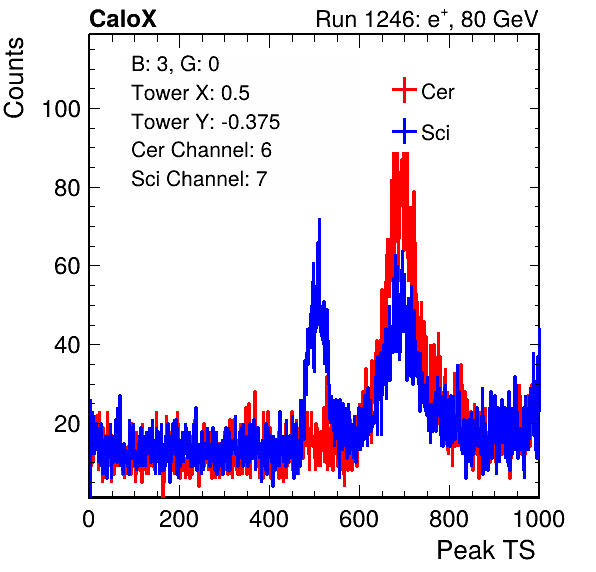 CaloX
Run 1246: e+, 80 GeV
Counts
B: 3, G: 0
Tower X: 0.5
Tower Y: -0.375
Cer Channel: 6
Sci Channel: 7
Cer
Sci
100
80
60
40
20
0 200 400 600 800 1000
Peak TS